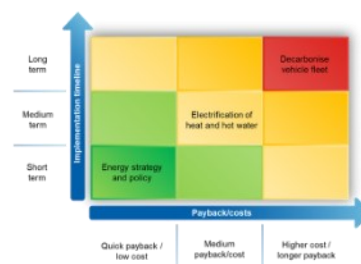 Long
term
Medium
term
Short
term
Implementation timeline
Decarbonise
vehicle fleet
Electrification of
heat and hot water
Energy strategy
and policy
Payback/costs
Quick payback /
low cost
Medium
payback/cost
Higher cost /
longer payback